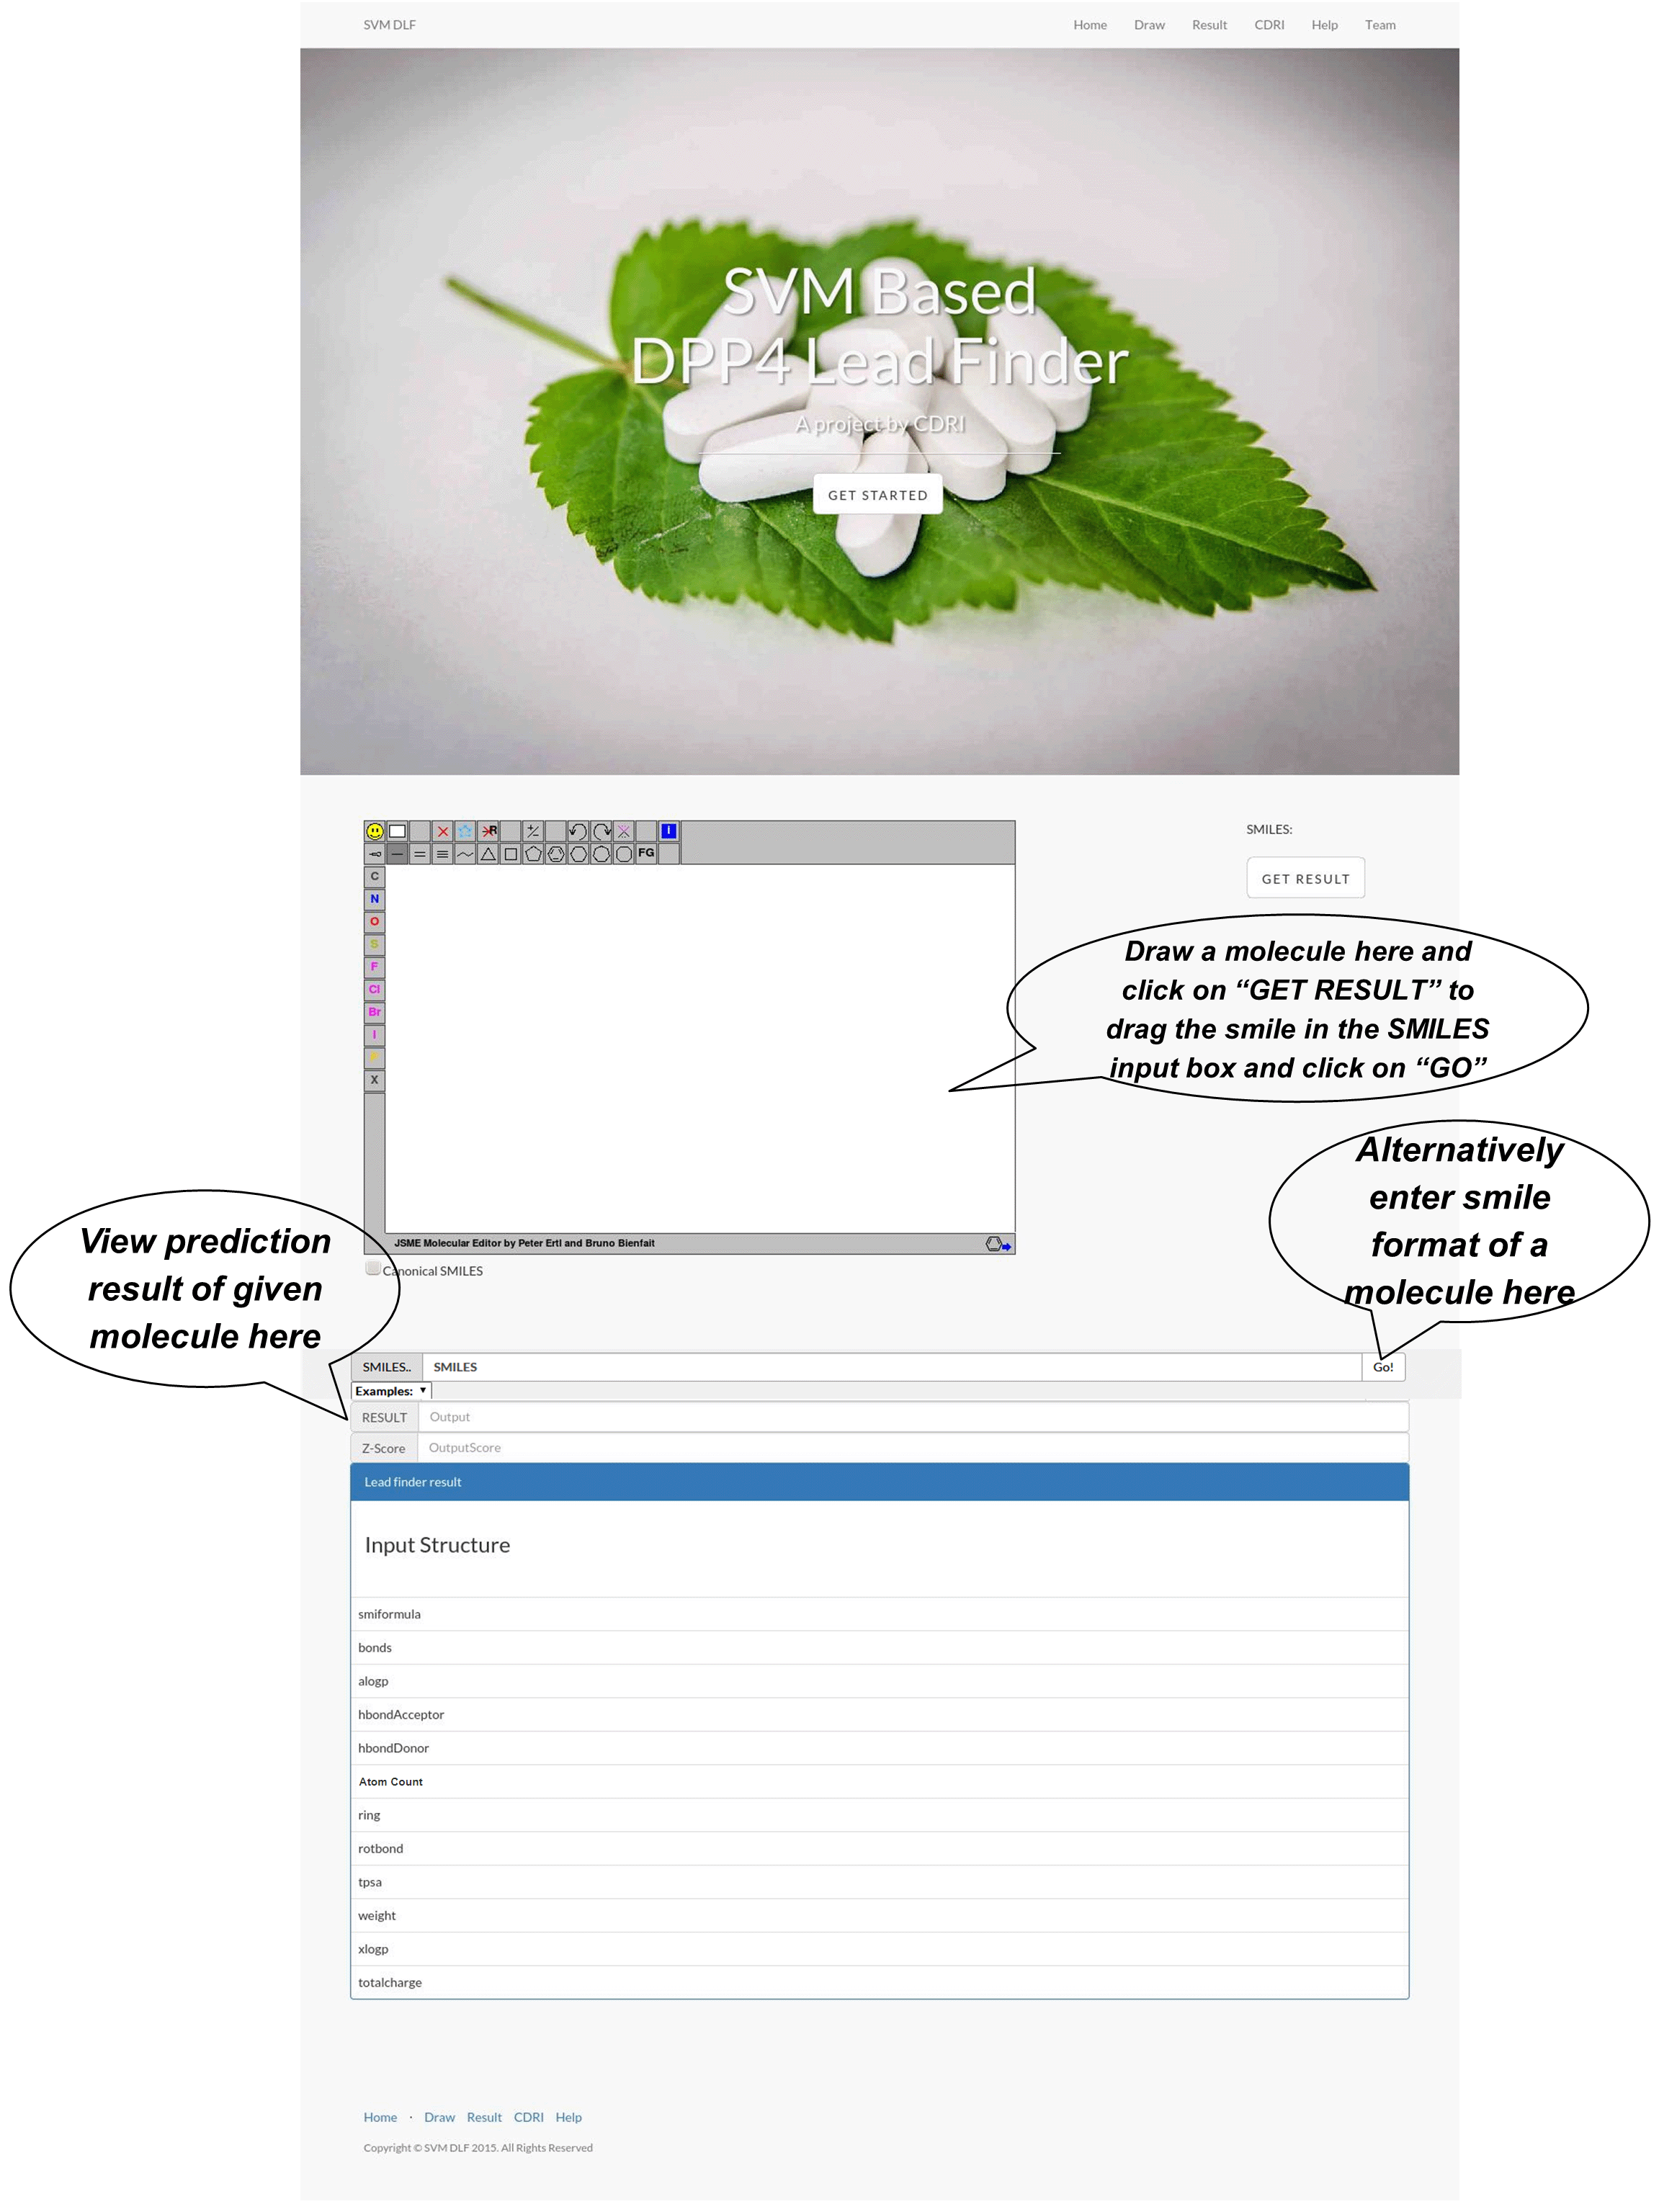 SVM DLF
Home Draw Result CDRI Help Team
SVM Based
DPP4 Lead Finder
A project by CDRI
GET STARTED
R
I
FG
C
N
O
S
F
Cl
Br
I
X
JSME Molecular Editor by Peter Ertl and Bruno Bienfait
Canonical SMILES
SMILES:
GET RESULT
Draw a molecule here and
click on “GET RESULT” to
drag the smile in the SMILES
input box and click on “GO”
Alternatively
enter smile
format of a
molecule here
View prediction
result of given
molecule here
SMILES.. SMILES Go!
Examples:
RESULT Output
Z-Score OutputScore
Lead finder result
Input Structure
smiformula
bonds
alogp
hbondAcceptor
hbondDonor
Atom Count
ring
rotbond
tpsa
weight
xlogp
totalcharge
Home · Draw Result CDRI Help
Copyright © SVM DLF 2015. All Rights Reserved